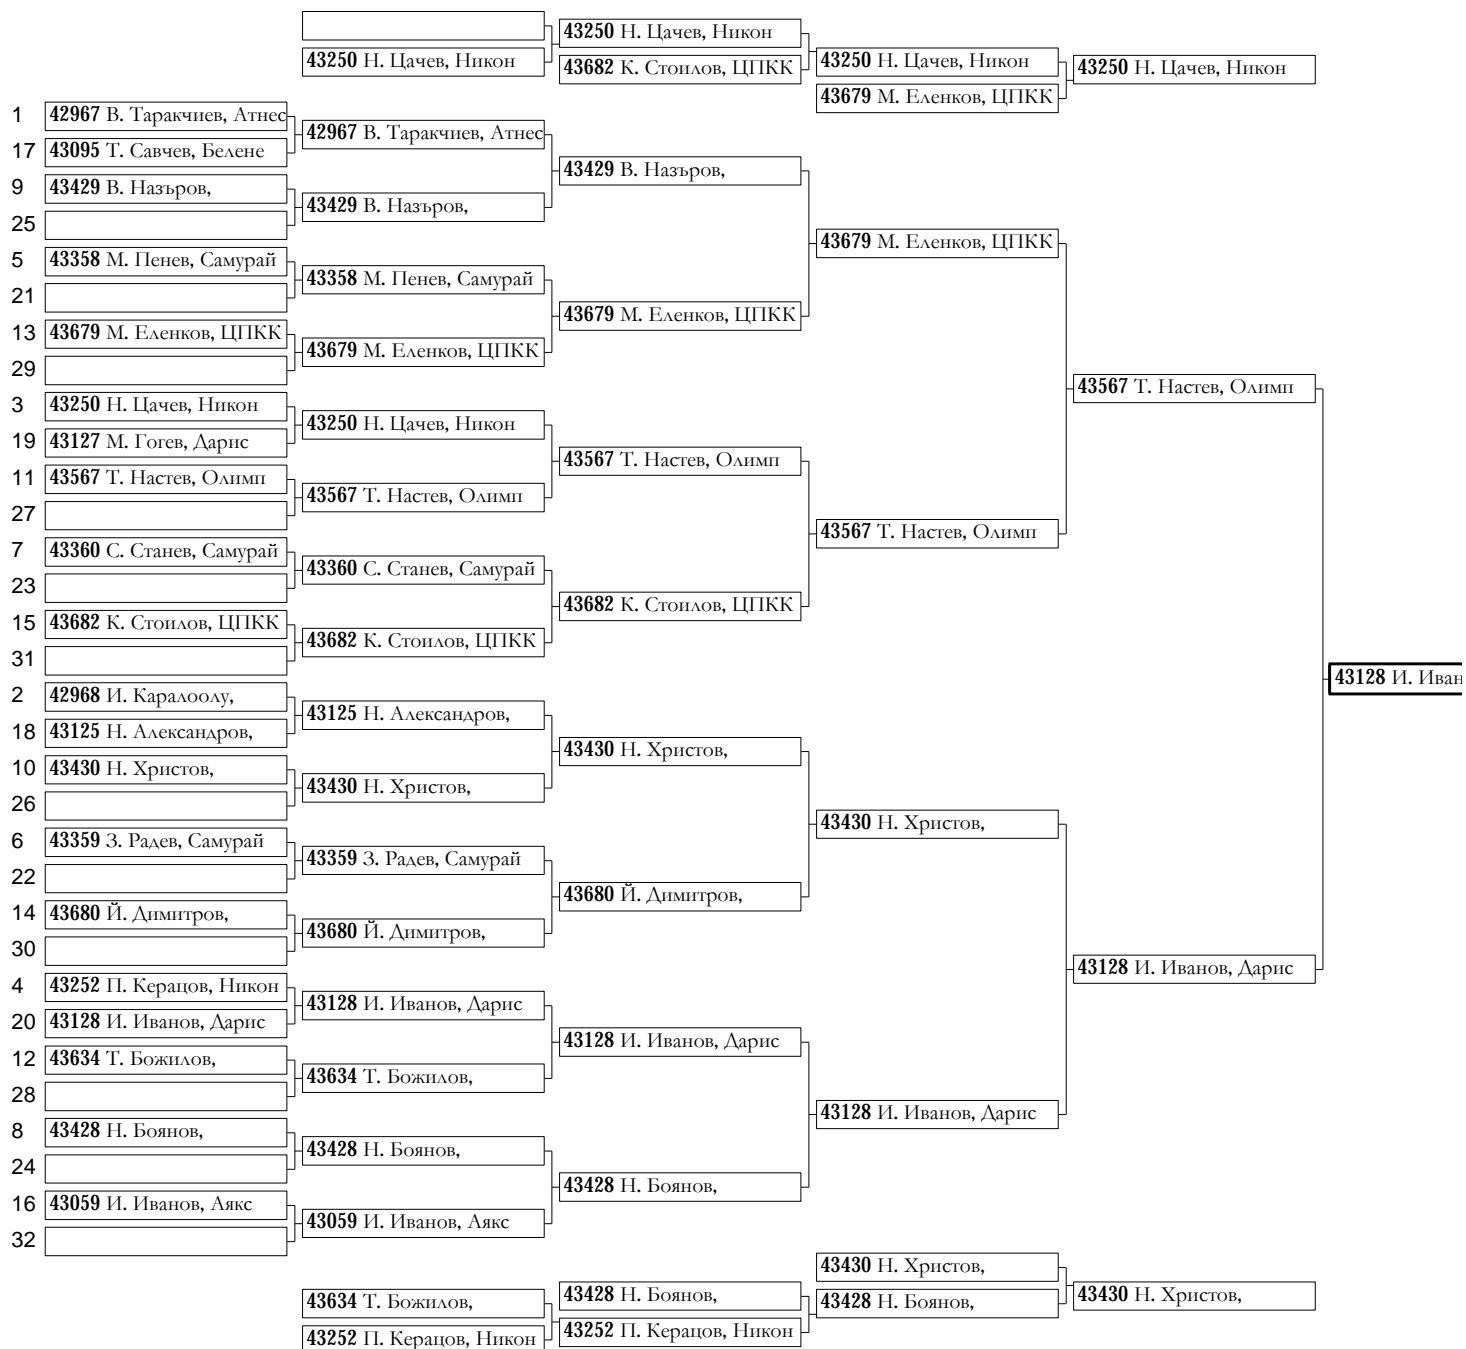 43250 Н. Цачев, Никон
43250 Н. Цачев, Никон
43682 К. Стоилов, ЦПКК
43250 Н. Цачев, Никон
43679 М. Еленков, ЦПКК
43250 Н. Цачев, Никон
1 42967 В. Таракчиев, Атнес
17 43095 Т. Савчев, Белене
9 43429 В. Назъров,
25
5 43358 М. Пенев, Самурай
21
13 43679 М. Еленков, ЦПКК
29
3 43250 Н. Цачев, Никон
19 43127 М. Гогев, Дарис
11 43567 Т. Настев, Олимп
27
7 43360 С. Станев, Самурай
23
15 43682 К. Стоилов, ЦПКК
31
2 42968 И. Каралоолу,
18 43125 Н. Александров,
10 43430 Н. Христов,
26
6 43359 З. Радев, Самурай
22
14 43680 Й. Димитров,
30
4 43252 П. Керацов, Никон
20 43128 И. Иванов, Дарис
12 43634 Т. Божилов,
28
8 43428 Н. Боянов,
24
16 43059 И. Иванов, Аякс
32
42967 В. Таракчиев, Атнес
43429 В. Назъров,
43358 М. Пенев, Самурай
43679 М. Еленков, ЦПКК
43250 Н. Цачев, Никон
43567 Т. Настев, Олимп
43360 С. Станев, Самурай
43682 К. Стоилов, ЦПКК
43125 Н. Александров,
43430 Н. Христов,
43359 З. Радев, Самурай
43680 Й. Димитров,
43128 И. Иванов, Дарис
43634 Т. Божилов,
43428 Н. Боянов,
43059 И. Иванов, Аякс
43429 В. Назъров,
43679 М. Еленков, ЦПКК
43567 Т. Настев, Олимп
43682 К. Стоилов, ЦПКК
43430 Н. Христов,
43680 Й. Димитров,
43128 И. Иванов, Дарис
43428 Н. Боянов,
43679 М. Еленков, ЦПКК
43567 Т. Настев, Олимп
43430 Н. Христов,
43128 И. Иванов, Дарис
43567 Т. Настев, Олимп
43128 И. Иванов, Дарис
43128 И. Иван
43634 Т. Божилов,
43252 П. Керацов, Никон
43428 Н. Боянов,
43252 П. Керацов, Никон
43430 Н. Христов,
43428 Н. Боянов,
43430 Н. Христов,